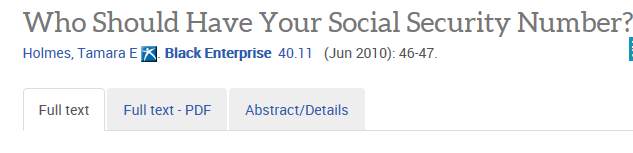 Who Should Have Your Social Security Number?
Holmes, Tamara E . Black Enterprise 40.11 (Jun 2010): 46-47.
Full text Full text - PDF Abstract/Details